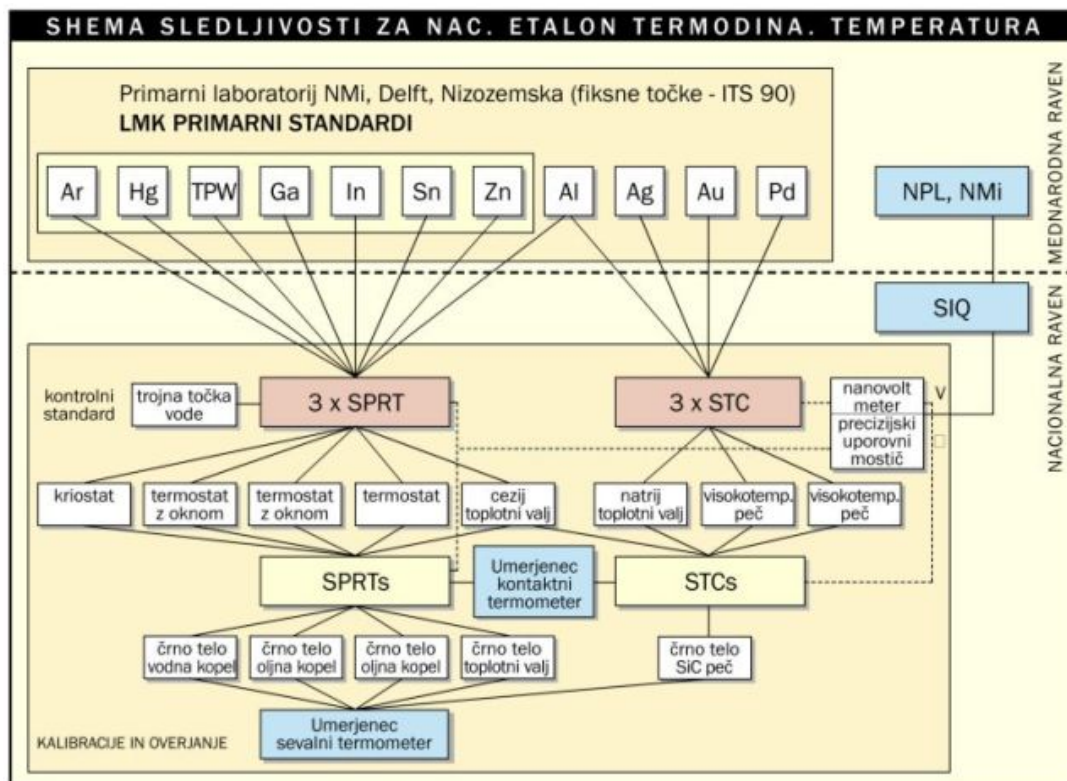 SHEMA SLEDLJIVOSTI ZA NAC. ETALON TERMODINA. TEMPERATURA
Primarni laboratorij NMi, Delft, Nizozemska (fiksne točke - ITS 90)
LMK PRIMARNI STANDARDI
Ar
Hg
TPW
Ga
In
Sn
Zn
Al
Ag
Au
Pd
NPL, NMi
MEDNARODNA RAVEN
SIQ
NACIONALNA RAVEN
kontrolni
standard
trojna točka
vode
3 x SPRT
3 x STC
nanovolt
meter
V
precizijski
uporovni
mostič
kriostat
termostat
z oknom
termostat
z oknom
termostat
cezij
toplotni valj
natrij
toplotni valj
visokotemp.
peč
visokotemp.
peč
SPRTs
Umerjenec
kontaktni
termometer
STCs
črno telo
vodna kopel
črno telo
oljna kopel
črno telo
oljna kopel
črno telo
toplotni valj
črno telo
SiC peč
Umerjenec
sevalni termometer
KALIBRACIJE IN OVERJANJE